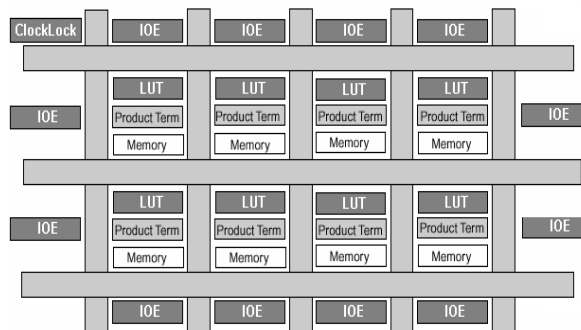 ClockLock IOE IOE IOE IOE
LUT LUT LUT LUT
IOE Product Term Product Term Product Term Product Term IOE
Memory Memory Memory Memory
LUT LUT LUT LUT
IOE Product Term Product Term Product Term Product Term IOE
Memory Memory Memory Memory
IOE IOE IOE IOE